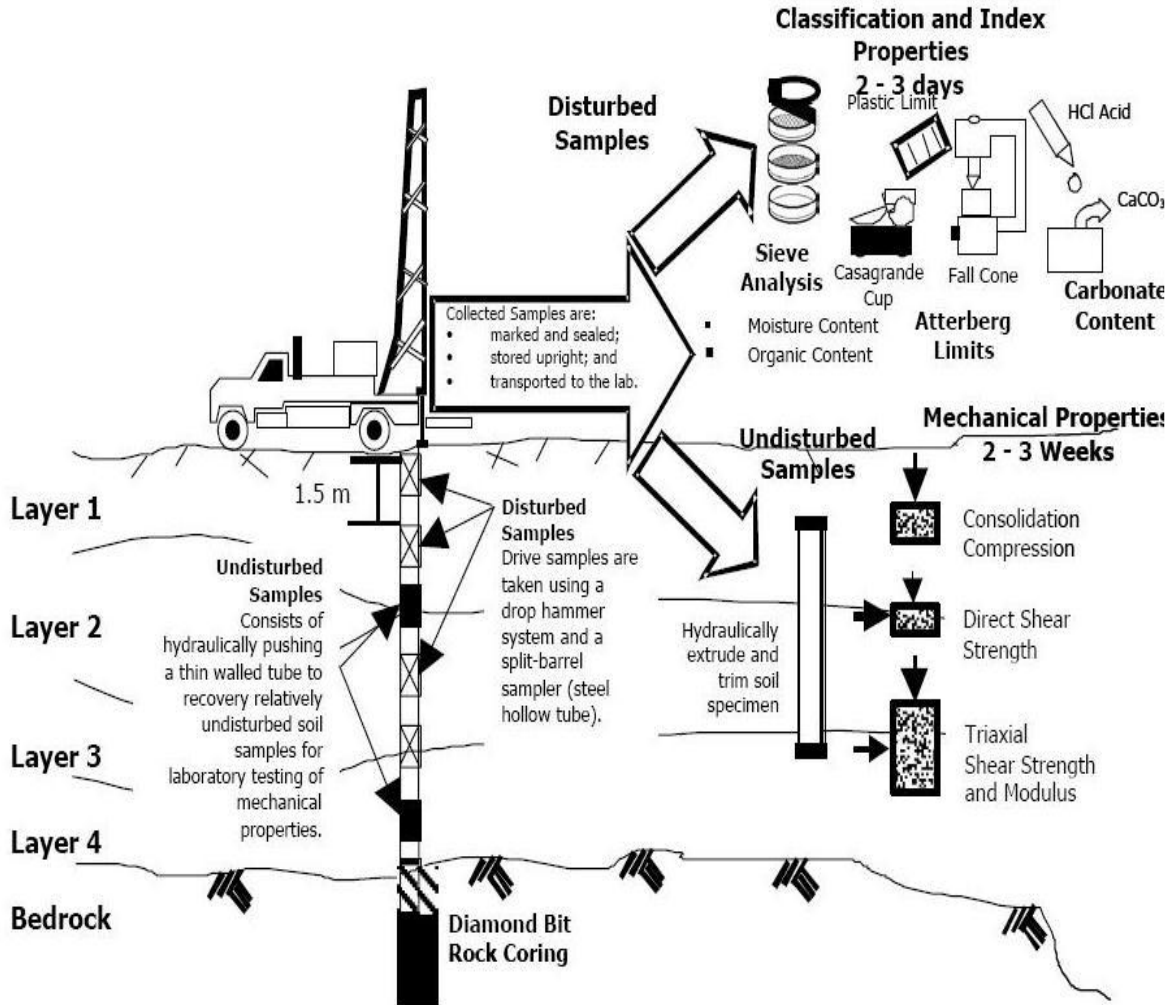 Classification and Index
Properties
2 - 3 days
Disturbed
Samples
Plastic Limit
HCl Acid
CaCO₃
Sieve
Analysis
Casagrande
Cup
Fall Cone
Atterberg
Limits
Carbonate
Content
▪ Moisture Content
▪ Organic Content
Collected Samples are:
• marked and sealed;
• stored upright; and
• transported to the lab.
Undisturbed
Samples
Mechanical Properties
2 - 3 Weeks
1.5 m
Layer 1
Layer 2
Layer 3
Layer 4
Bedrock
Undisturbed
Samples
Consists of
hydraulically pushing
a thin walled tube to
recovery relatively
undisturbed soil
samples for
laboratory testing of
mechanical
properties.
Disturbed
Samples
Drive samples are
taken using a
drop hammer
system and a
split-barrel
sampler (steel
hollow tube).
Hydraulically
extrude and
trim soil
specimen
Consolidation
Compression
Direct Shear
Strength
Triaxial
Shear Strength
and Modulus
Diamond Bit
Rock Coring